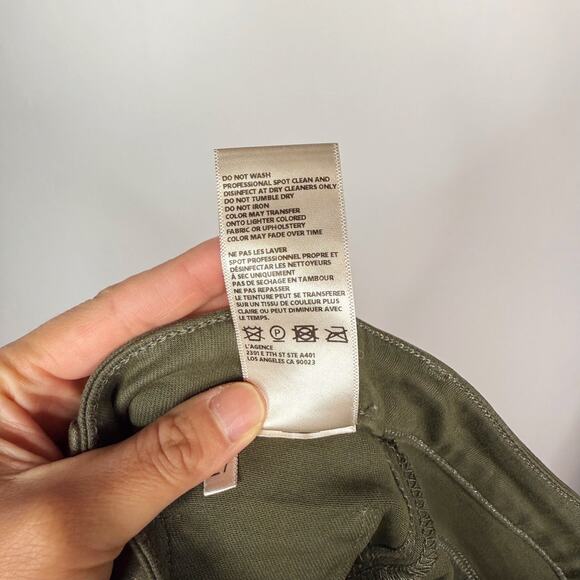 DO NOT WASH
PROFESSIONAL SPOT CLEAN AND
DISINFECT AT DRY CLEANERS ONLY
DO NOT TUMBLE DRY
DO NOT IRON
COLOR MAY TRANSFER
ONTO LIGHTER COLORED
FABRIC OR UPHOLSTERY
COLOR MAY FADE OVER TIME
NE PAS LES LAVER
SPOT PROFESSIONNEL PROPRE ET
DÉSINFECTER LES NETTOYEURS
À SEC UNIQUEMENT
PAS DE SECHAGE EN TAMBOUR
NE PAS REPASSER
LE TEINTURE PEUT SE TRANSFERER
SUR UN TISSU DE COULEUR PLUS
CLAIRE OU PEUT DIMINUER AVEC
LE TEMPS.
P
L'AGENCE
2391 E 7TH ST STE A401
LOS ANGELES CA 90023